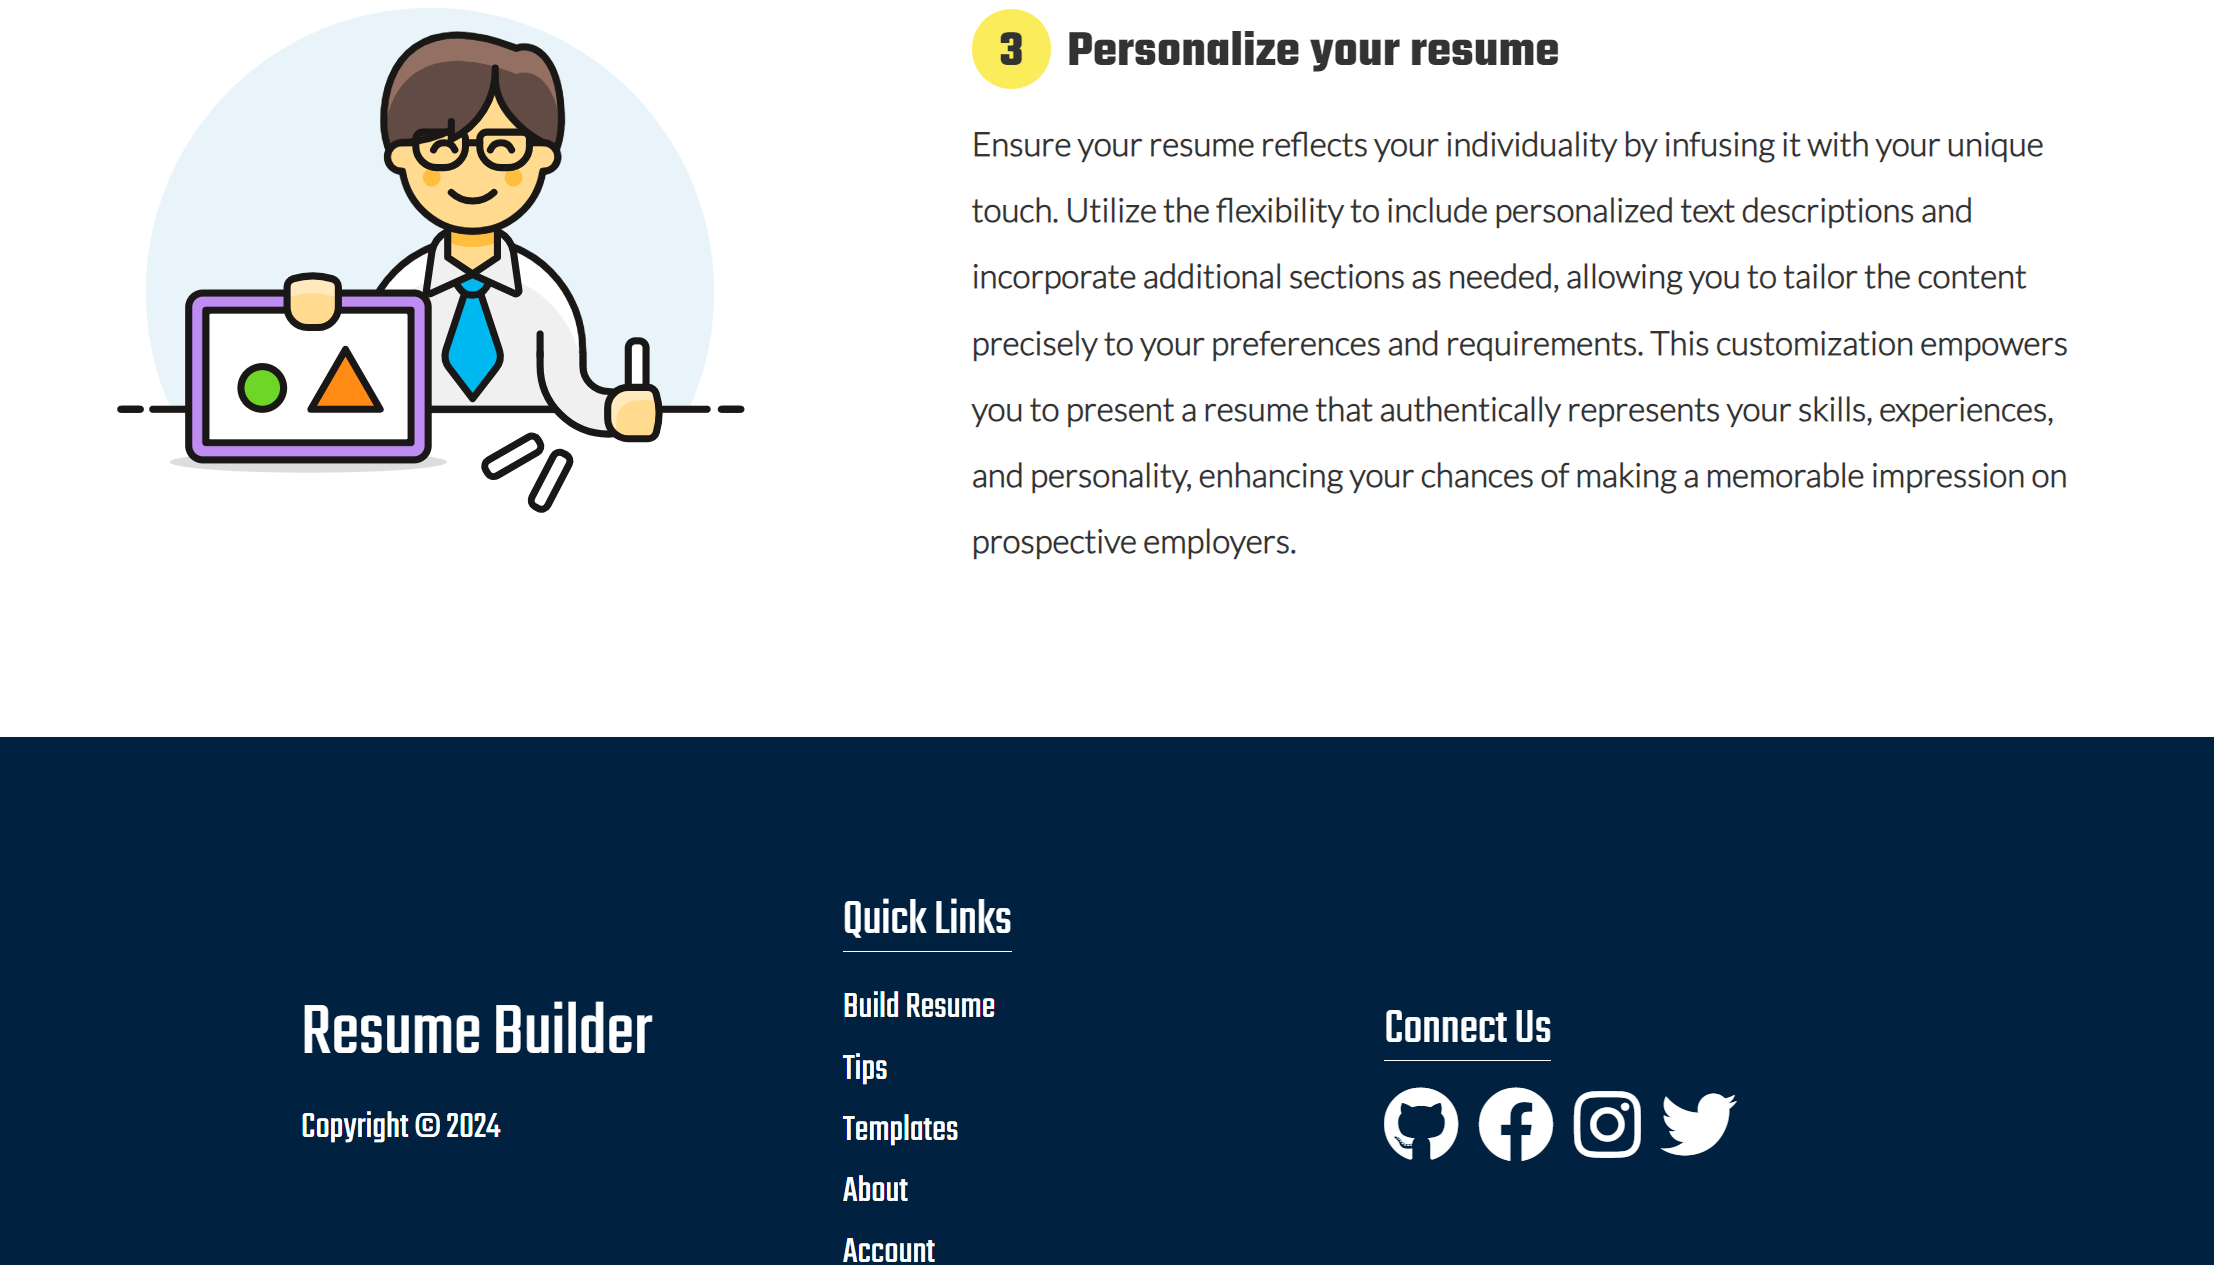 3 Personalize your resume
Ensure your resume reflects your individuality by infusing it with your unique
touch. Utilize the flexibility to include personalized text descriptions and
incorporate additional sections as needed, allowing you to tailor the content
precisely to your preferences and requirements. This customization empowers
you to present a resume that authentically represents your skills, experiences,
and personality, enhancing your chances of making a memorable impression on
prospective employers.
Resume Builder
Copyright © 2024
Quick Links
Build Resume
Tips
Templates
About
Account
Connect Us